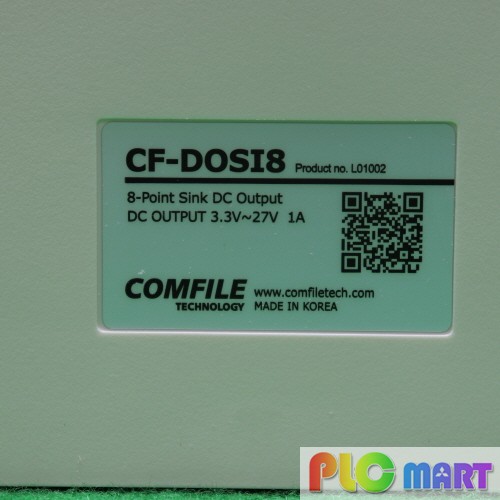 CF-DOSI8 Product no. L01002
8-Point Sink DC Output
DC OUTPUT 3.3V~27V 1A
COMFILE
TECHNOLOGY
www.comfiletech.com
MADE IN KOREA
PLC mart